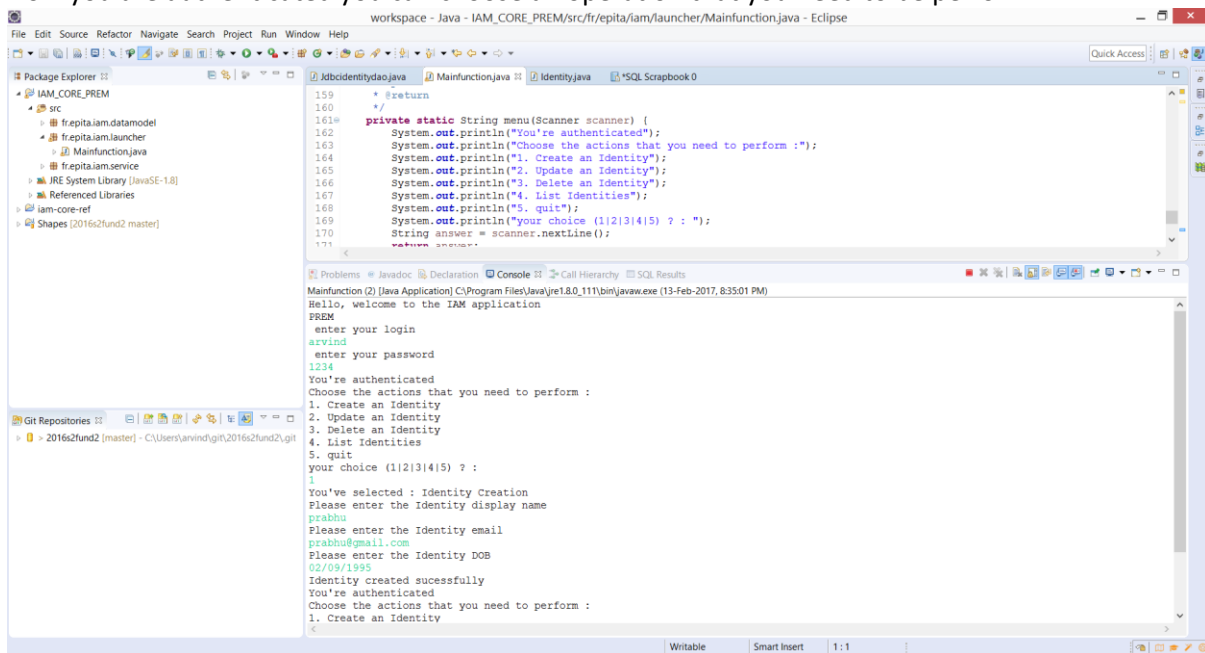 workspace - Java - IAM_CORE_PREM/src/fr/epita/iam/launcher/Mainfunction.java - Eclipse
File Edit Source Refactor Navigate Search Project Run Window Help
Quick Access
Package Explorer
IAM_CORE_PREM
src
fr.epita.iam.datamodel
fr.epita.iam.launcher
Mainfunction.java
fr.epita.iam.service
JRE System Library [JavaSE-1.8]
Referenced Libraries
iam-core-ref
Shapes [2016s2fund2 master]
Git Repositories
> 2016s2fund2 [master] - C:\Users\arvind\git\2016s2fund2\.git
Jdbcidentitydao.java Mainfunction.java Identity.java *SQL Scrapbook 0
159 * @return
160 */
161 private static String menu(Scanner scanner) {
162 System.out.println("You're authenticated");
163 System.out.println("Choose the actions that you need to perform :");
164 System.out.println("1. Create an Identity");
165 System.out.println("2. Update an Identity");
166 System.out.println("3. Delete an Identity");
167 System.out.println("4. List Identities");
168 System.out.println("5. quit");
169 System.out.println("your choice (1|2|3|4|5) ? : ");
170 String answer = scanner.nextLine();
171 return answer;
Problems Javadoc Declaration Console Call Hierarchy SQL Results
Mainfunction (2) [Java Application] C:\Program Files\Java\jre1.8.0_111\bin\javaw.exe (13-Feb-2017, 8:35:01 PM)
Hello, welcome to the IAM application
PREM
enter your login
arvind
enter your password
1234
You're authenticated
Choose the actions that you need to perform :
1. Create an Identity
2. Update an Identity
3. Delete an Identity
4. List Identities
5. quit
your choice (1|2|3|4|5) ? :
1
You've selected : Identity Creation
Please enter the Identity display name
prabhu
Please enter the Identity email
prabhu@gmail.com
Please enter the Identity DOB
02/09/1995
Identity created sucessfully
You're authenticated
Choose the actions that you need to perform :
1. Create an Identity
Writable Smart Insert 1 : 1